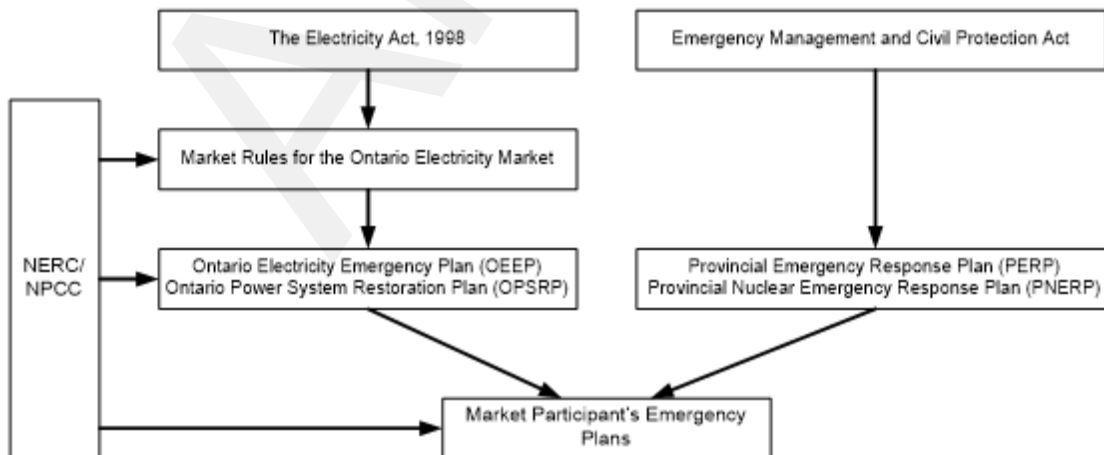 The Electricity Act, 1998
Emergency Management and Civil Protection Act
Market Rules for the Ontario Electricity Market
NERC/
NPCC
Ontario Electricity Emergency Plan (OEEP)
Ontario Power System Restoration Plan (OPSRP)
Provincial Emergency Response Plan (PERP)
Provincial Nuclear Emergency Response Plan (PNERP)
Market Participant's Emergency
Plans